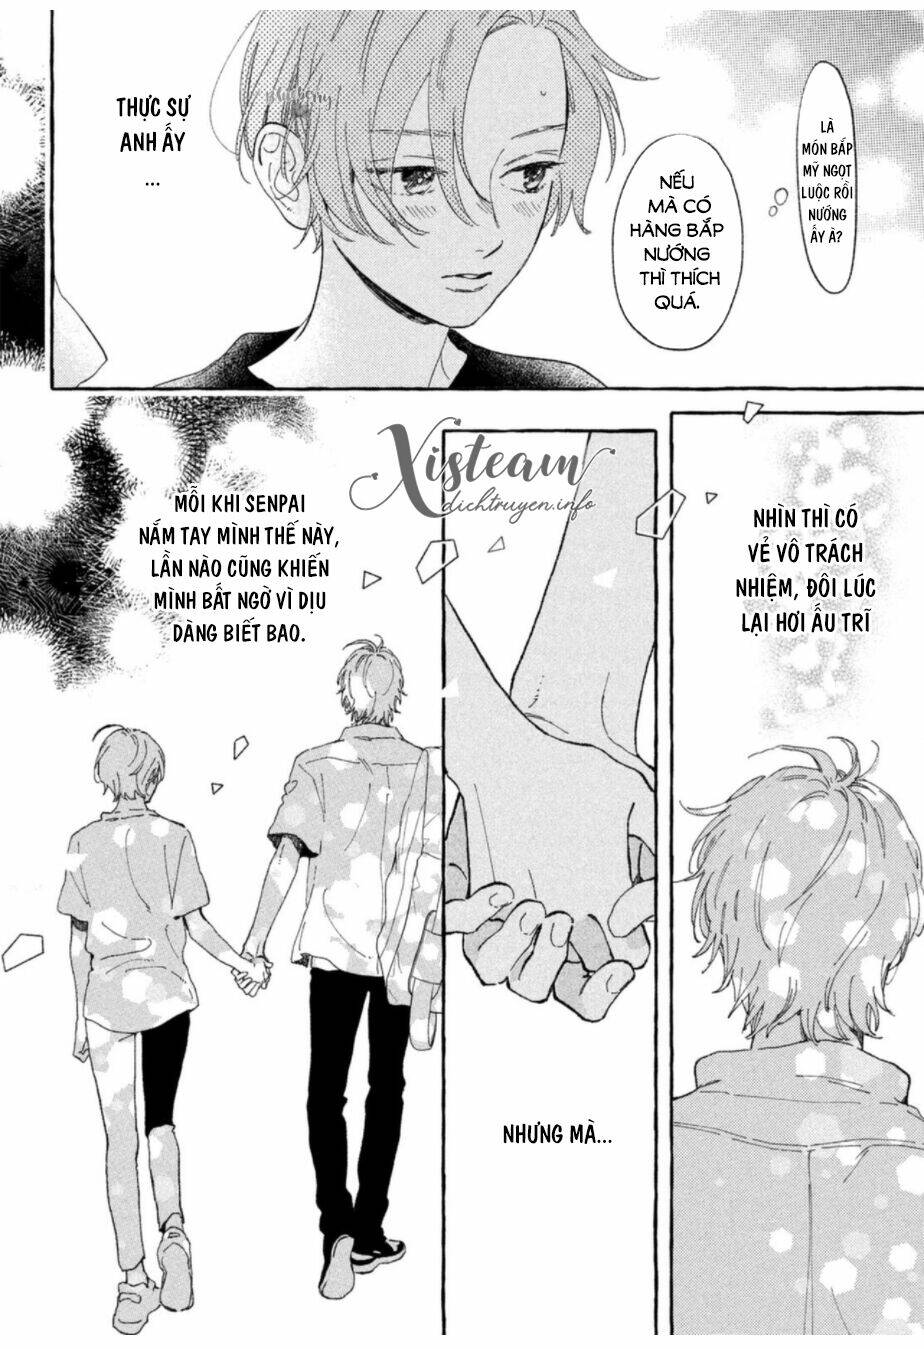 LÀ
MÓN BẮP
MỸ NGỌT
LUỘC RỒI
NƯỚNG
ẤY À?
NẾU
MÀ CÓ
HÀNG BẮP
NƯỚNG
THÌ THÍCH
QUÁ.
THỰC SỰ
ANH ẤY
...
NHÌN THÌ CÓ
VẺ VÔ TRÁCH
NHIỆM, ĐÔI LÚC
LẠI HƠI ẤU TRĨ
NHƯNG MÀ...
Xisteam
dichtruyen.info
MỖI KHI SENPAI
NẮM TAY MÌNH THẾ NÀY,
LẦN NÀO CŨNG KHIẾN
MÌNH BẤT NGỜ VÌ DỊU
DÀNG BIẾT BAO.